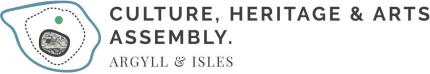 CULTURE, HERITAGE & ARTS
ASSEMBLY.
ARGYLL & ISLES